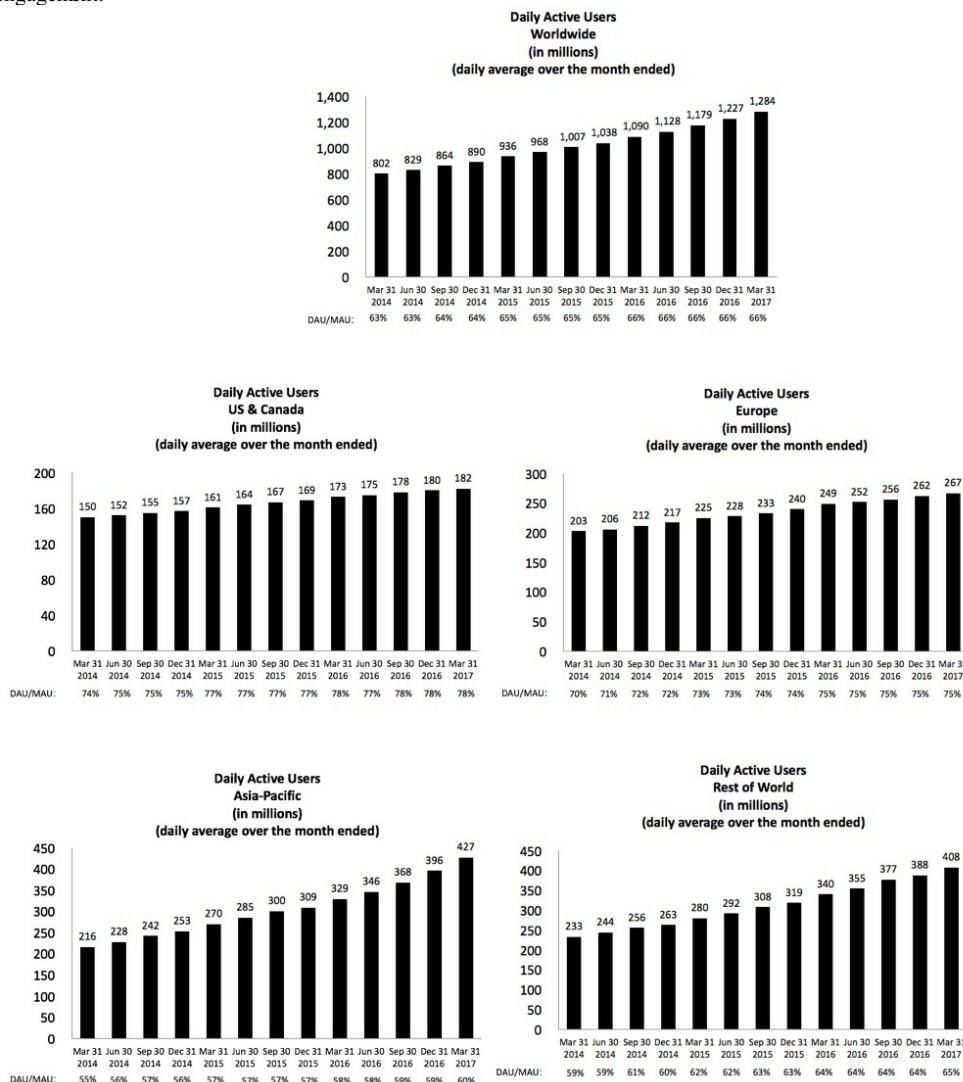 Daily Active Users
Worldwide
(in millions)
(daily average over the month ended)
1,400
1,200
1,000
800
600
400
200
0
802 829 864 890 936 968 1,007 1,038 1,090 1,128 1,179 1,227 1,284
Mar 31 Jun 30 Sep 30 Dec 31 Mar 31 Jun 30 Sep 30 Dec 31 Mar 31 Jun 30 Sep 30 Dec 31 Mar 31
2014 2014 2014 2014 2015 2015 2015 2015 2016 2016 2016 2016 2017
DAU/MAU: 63% 63% 64% 64% 65% 65% 65% 65% 66% 66% 66% 66% 66%
Daily Active Users
US & Canada
(in millions)
(daily average over the month ended)
200
160
120
80
40
0
150 152 155 157 161 164 167 169 173 175 178 180 182
Mar 31 Jun 30 Sep 30 Dec 31 Mar 31 Jun 30 Sep 30 Dec 31 Mar 31 Jun 30 Sep 30 Dec 31 Mar 31
2014 2014 2014 2014 2015 2015 2015 2015 2016 2016 2016 2016 2017
DAU/MAU: 74% 75% 75% 75% 77% 77% 77% 77% 78% 77% 78% 78% 78%
Daily Active Users
Europe
(in millions)
(daily average over the month ended)
300
250
200
150
100
50
0
203 206 212 217 225 228 233 240 249 252 256 262 267
Mar 31 Jun 30 Sep 30 Dec 31 Mar 31 Jun 30 Sep 30 Dec 31 Mar 31 Jun 30 Sep 30 Dec 31 Mar 3
2014 2014 2014 2014 2015 2015 2015 2015 2016 2016 2016 2016 2017
DAU/MAU: 70% 71% 72% 72% 73% 73% 74% 74% 75% 75% 75% 75% 75%
Daily Active Users
Asia-Pacific
(in millions)
(daily average over the month ended)
450
400
350
300
250
200
150
100
50
0
216 228 242 253 270 285 300 309 329 346 368 396 427
Mar 31 Jun 30 Sep 30 Dec 31 Mar 31 Jun 30 Sep 30 Dec 31 Mar 31 Jun 30 Sep 30 Dec 31 Mar 31
2014 2014 2014 2014 2015 2015 2015 2015 2016 2016 2016 2016 2017
DAU/MAU: 55% 56% 57% 56% 57% 57% 57% 57% 58% 58% 59% 59% 60%
Daily Active Users
Rest of World
(in millions)
(daily average over the month ended)
450
400
350
300
250
200
150
100
50
0
233 244 256 263 280 292 308 319 340 355 377 388 408
Mar 31 Jun 30 Sep 30 Dec 31 Mar 31 Jun 30 Sep 30 Dec 31 Mar 31 Jun 30 Sep 30 Dec 31 Mar 31
2014 2014 2014 2014 2015 2015 2015 2015 2016 2016 2016 2016 2017
DAU/MAU: 59% 59% 61% 60% 62% 62% 63% 63% 64% 64% 64% 64% 65%